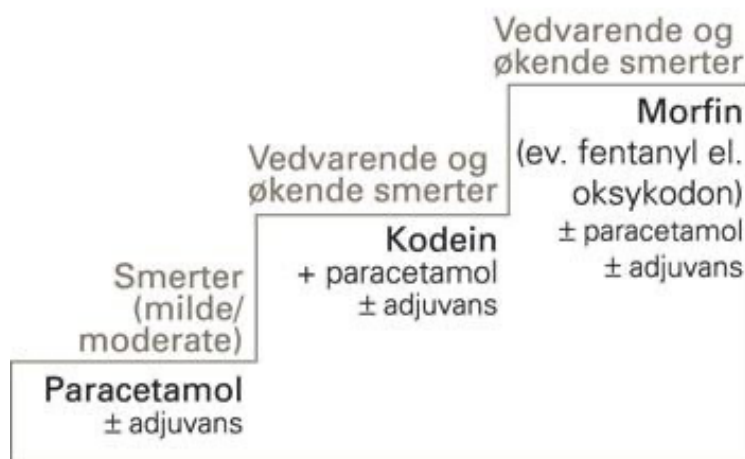 Smerter
(milde/
moderate)
Paracetamol
± adjuvans
Vedvarende og
økende smerter
Kodein
+ paracetamol
± adjuvans
Vedvarende og
økende smerter
Morfin
(ev. fentanyl el.
oksykodon)
± paracetamol
± adjuvans